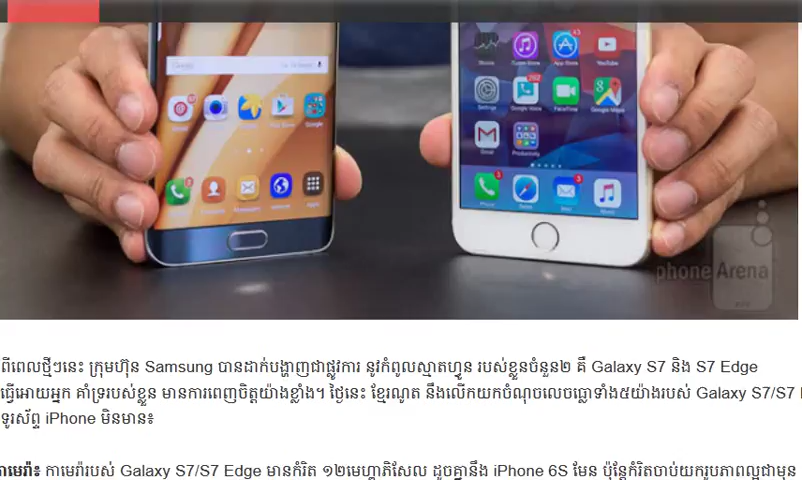 phoneArena
ពីពេលថ្មីៗនេះ ក្រុមហ៊ុន Samsung បានដាក់បង្ហាញជាផ្លូវការ នូវកំពូលស្មាតហ្វូន របស់ខ្លួនចំនួន២ គឺ Galaxy S7 និង S7 Edge
ធ្វើអោយអ្នក គាំទ្ររបស់ខ្លួន មានការពេញចិត្តយ៉ាងខ្លាំង។ ថ្ងៃនេះ ខ្មែរណូត នឹងលើកយកចំណុចលេចធ្លោទាំង៥យ៉ាងរបស់ Galaxy S7/S7
ទូរស័ព្ទ iPhone មិនមាន៖
កាមេរ៉ា៖ កាមេរ៉ារបស់ Galaxy S7/S7 Edge មានកំរិត ១២មេហ្គាភិសែល ដូចគ្នានឹង iPhone 6S មែន ប៉ុន្តែកំរិតចាប់យករូបភាពល្អជាមុន